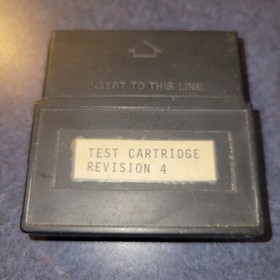 INSERT TO THIS LINE
TEST CARTRIDGE
REVISION 4